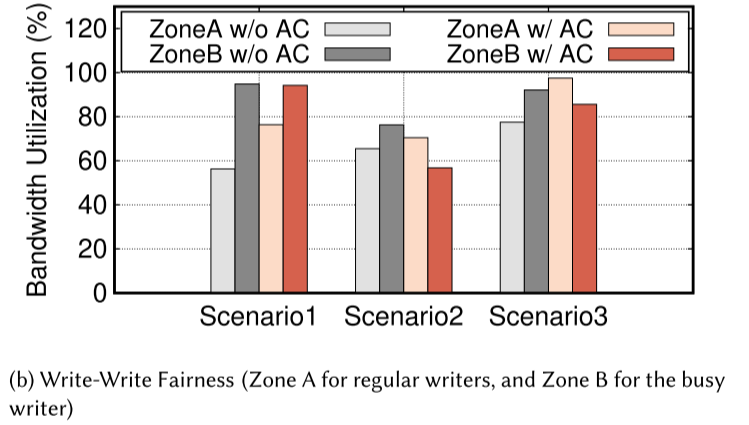 Bandwidth Utilization (%)
120
100
80
60
40
20
0
ZoneA w/o AC
ZoneB w/o AC
ZoneA w/ AC
ZoneB w/ AC
Scenario1 Scenario2 Scenario3
(b) Write-Write Fairness (Zone A for regular writers, and Zone B for the busy
writer)